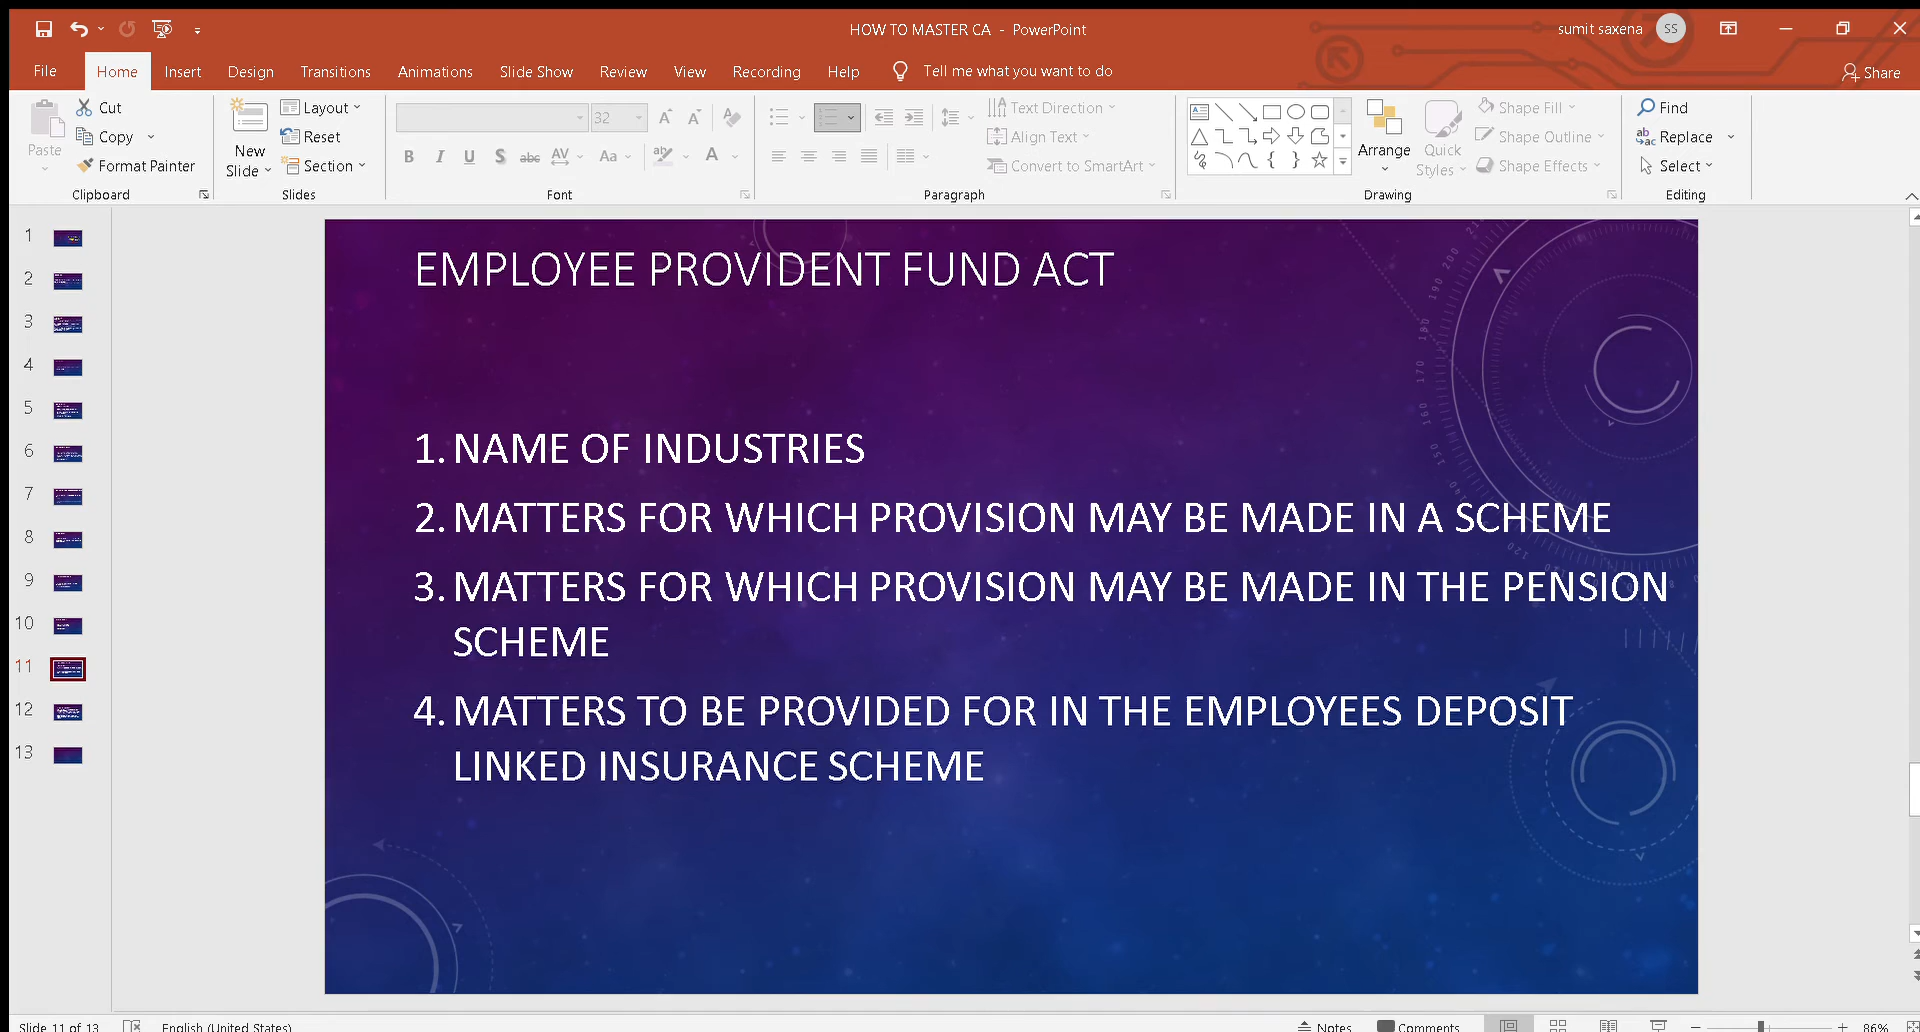 HOW TO MASTER CA - PowerPoint
sumit saxena SS
File Home Insert Design Transitions Animations Slide Show Review View Recording Help Tell me what you want to do Share
Paste
Cut
Copy
Format Painter
Clipboard
New
Slide
Layout
Reset
Section
Slides
32
B I U S abc AV Aa A
Font
Text Direction
Align Text
Convert to SmartArt
Paragraph
Arrange
Quick
Styles
Shape Fill
Shape Outline
Shape Effects
Drawing
Find
Replace
Select
Editing
1
2
3
4
5
6
7
8
9
10
11
12
13
EMPLOYEE PROVIDENT FUND ACT
1. NAME OF INDUSTRIES
2. MATTERS FOR WHICH PROVISION MAY BE MADE IN A SCHEME
3. MATTERS FOR WHICH PROVISION MAY BE MADE IN THE PENSION
SCHEME
4. MATTERS TO BE PROVIDED FOR IN THE EMPLOYEES DEPOSIT
LINKED INSURANCE SCHEME
Slide 11 of 13 English (United States) Notes Comments 86%